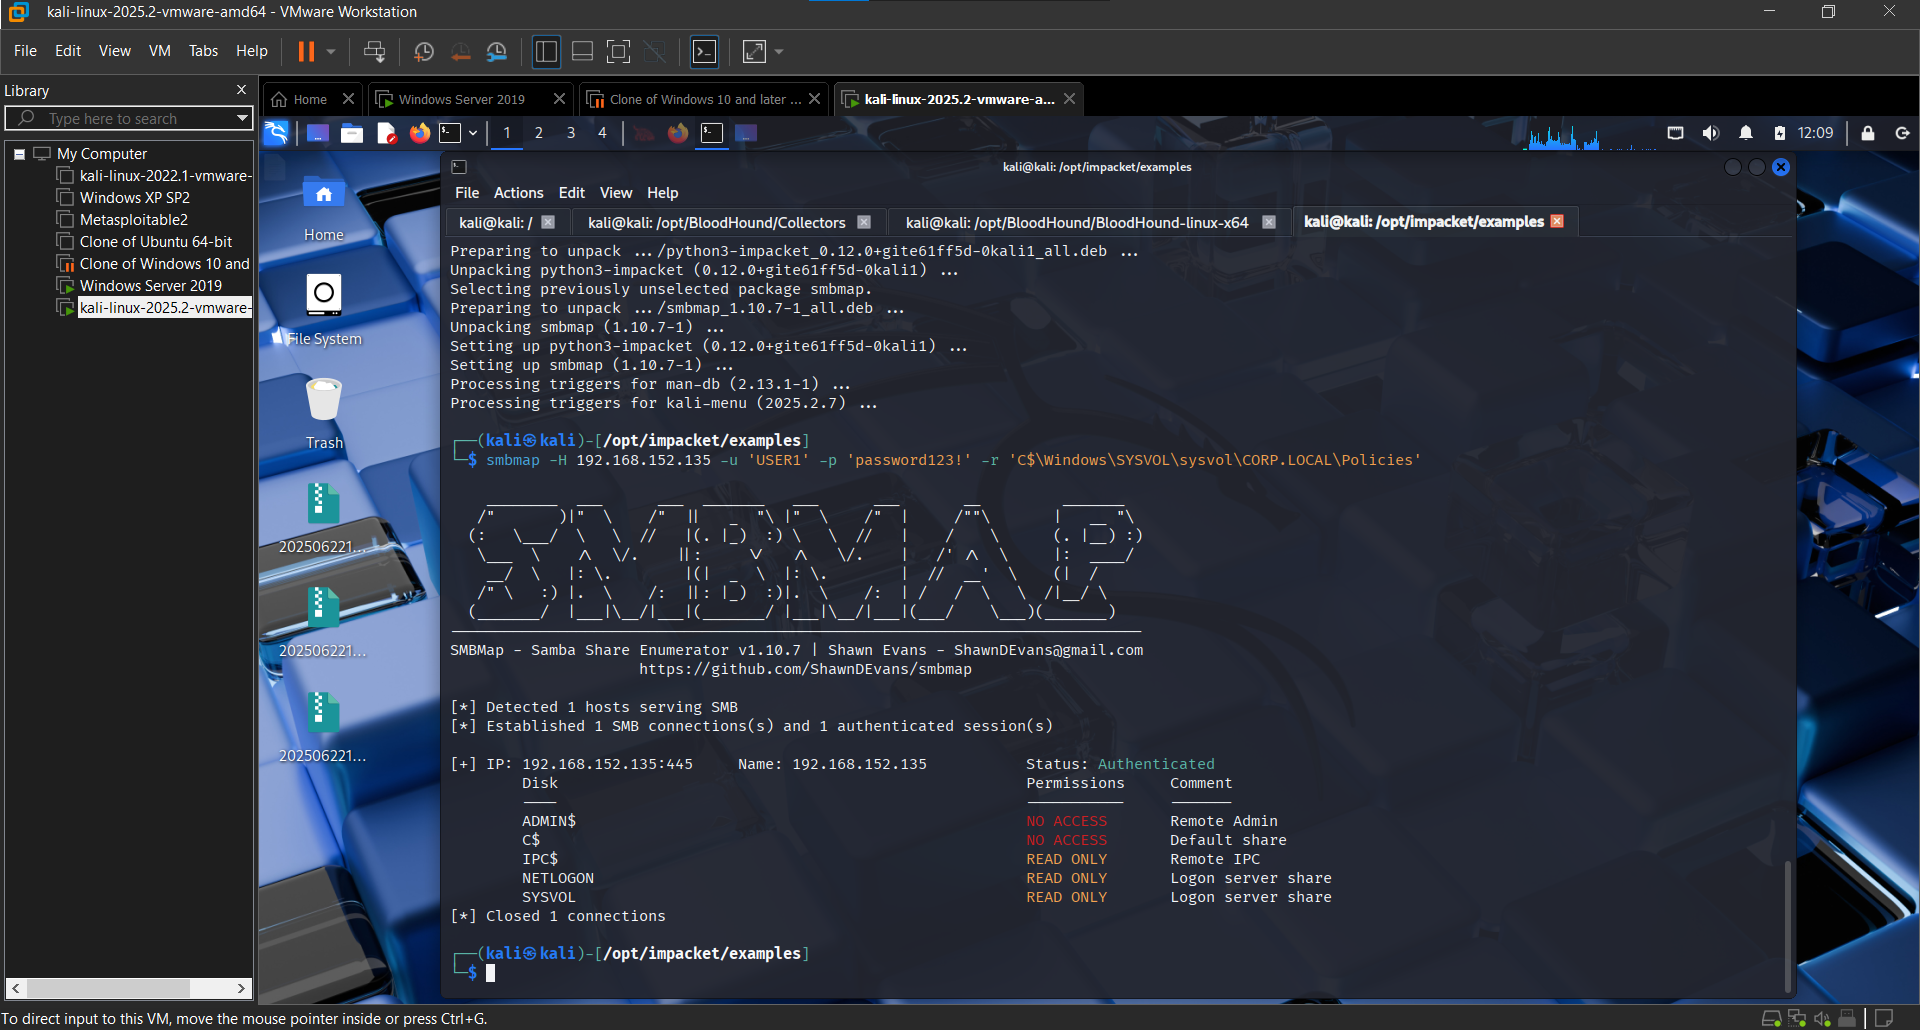 kali-linux-2025.2-vmware-amd64 - VMware Workstation
File Edit View VM Tabs Help
Library
Type here to search
My Computer
kali-linux-2022.1-vmware-
Windows XP SP2
Metasploitable2
Clone of Ubuntu 64-bit
Clone of Windows 10 and
Windows Server 2019
kali-linux-2025.2-vmware-
Home
Windows Server 2019
Clone of Windows 10 and later ...
kali-linux-2025.2-vmware-a...
1 2 3 4
12:09
Home
File System
Trash
202506221...
202506221...
202506221...
kali@kali: /opt/impacket/examples
File Actions Edit View Help
kali@kali: /
kali@kali: /opt/BloodHound/Collectors
kali@kali: /opt/BloodHound/BloodHound-linux-x64
kali@kali: /opt/impacket/examples
Preparing to unpack .../python3-impacket_0.12.0+gite61ff5d-0kali1_all.deb ...
Unpacking python3-impacket (0.12.0+gite61ff5d-0kali1) ...
Selecting previously unselected package smbmap.
Preparing to unpack .../smbmap_1.10.7-1_all.deb ...
Unpacking smbmap (1.10.7-1) ...
Setting up python3-impacket (0.12.0+gite61ff5d-0kali1) ...
Setting up smbmap (1.10.7-1) ...
Processing triggers for man-db (2.13.1-1) ...
Processing triggers for kali-menu (2025.2.7) ...
┌──(kali㉿kali)-[/opt/impacket/examples]
└─$ smbmap -H 192.168.152.135 -u 'USER1' -p 'password123!' -r 'C$\Windows\SYSVOL\sysvol\CORP.LOCAL\Policies'
SMBMAP
SMBMap - Samba Share Enumerator v1.10.7 | Shawn Evans - ShawnDEvans@gmail.com
https://github.com/ShawnDEvans/smbmap
[*] Detected 1 hosts serving SMB
[*] Established 1 SMB connections(s) and 1 authenticated session(s)
[+] IP: 192.168.152.135:445 Name: 192.168.152.135 Status: Authenticated
Disk Permissions Comment
---- ----------- -------
ADMIN$ NO ACCESS Remote Admin
C$ NO ACCESS Default share
IPC$ READ ONLY Remote IPC
NETLOGON READ ONLY Logon server share
SYSVOL READ ONLY Logon server share
[*] Closed 1 connections
┌──(kali㉿kali)-[/opt/impacket/examples]
└─$
To direct input to this VM, move the mouse pointer inside or press Ctrl+G.